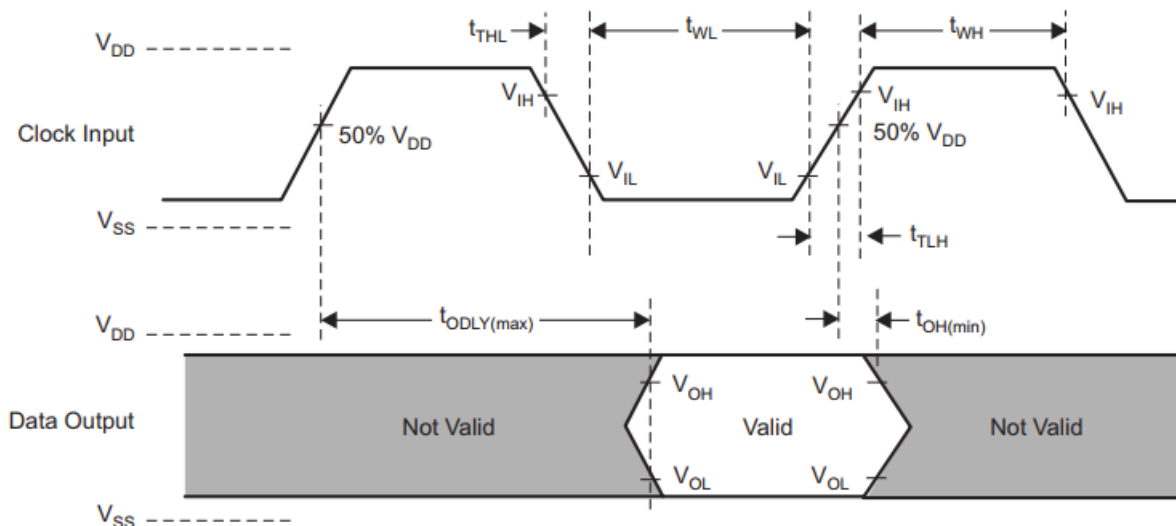 t_THL t_WL t_WH
V_DD
V_IH V_IH V_IH
Clock Input 50% V_DD 50% V_DD
V_IL V_IL
V_SS
t_TLH
V_DD t_ODLY(max) t_OH(min)
V_OH V_OH
Data Output Not Valid Valid Not Valid
V_OL V_OL
V_SS